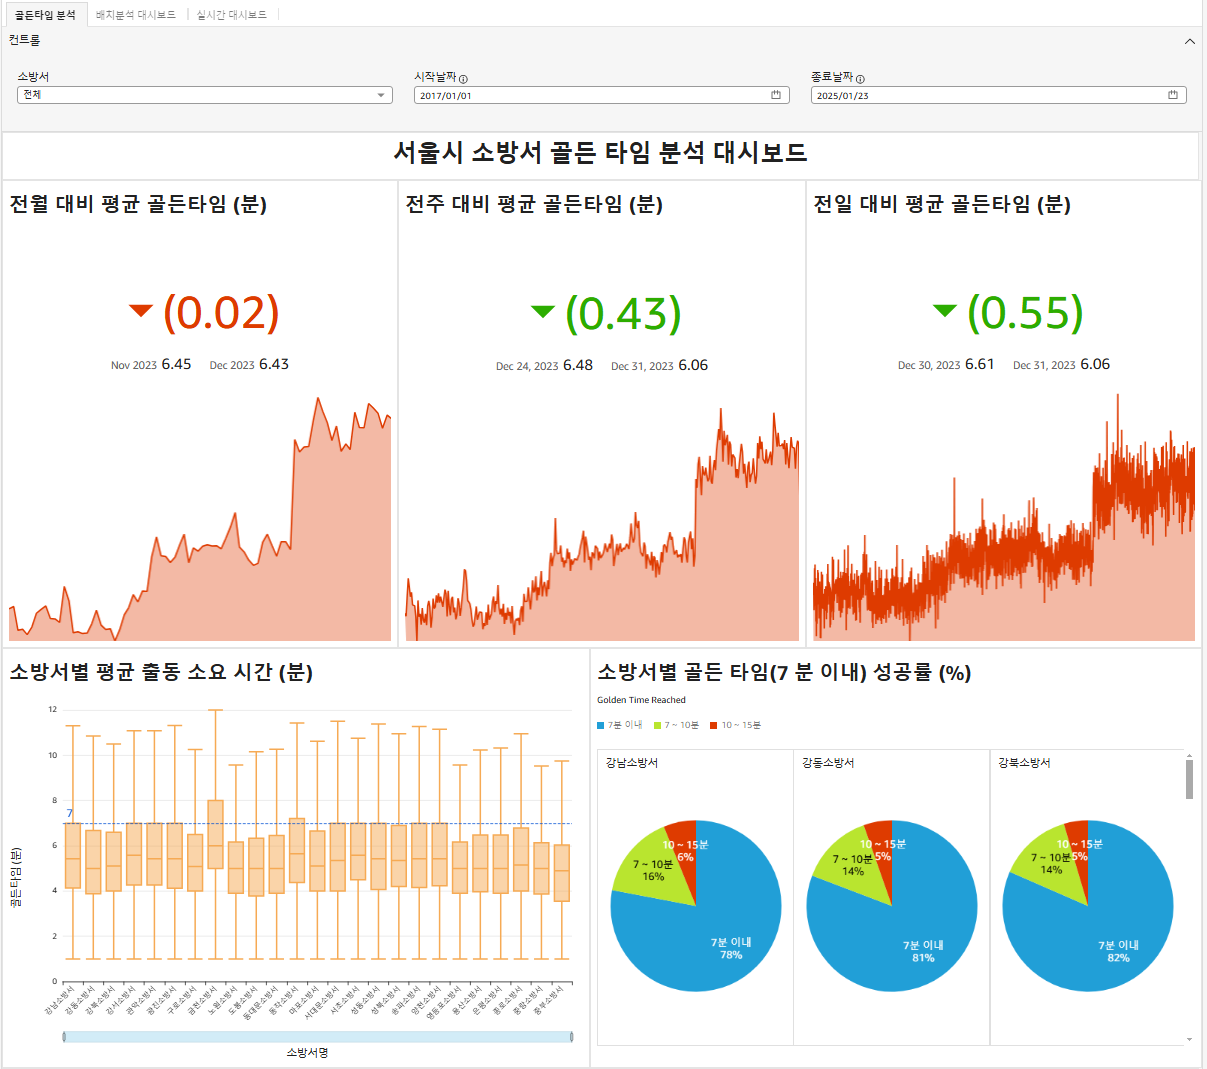 골든타임 분석
배치분석 대시보드
실시간 대시보드
컨트롤
소방서
시작날짜
종료날짜
전체
2017/01/01
2025/01/23
서울시 소방서 골든 타임 분석 대시보드
전월 대비 평균 골든타임 (분)
전주 대비 평균 골든타임 (분)
전일 대비 평균 골든타임 (분)
(0.02)
(0.43)
(0.55)
Nov 2023 6.45 Dec 2023 6.43
Dec 24, 2023 6.48 Dec 31, 2023 6.06
Dec 30, 2023 6.61 Dec 31, 2023 6.06
소방서별 평균 출동 소요 시간 (분)
12
10
8
7
6
4
2
0
골든타임 (분)
강남소방서
강동소방서
강북소방서
강서소방서
관악소방서
광진소방서
구로소방서
금천소방서
노원소방서
도봉소방서
동대문소방서
동작소방서
마포소방서
서대문소방서
서초소방서
성동소방서
성북소방서
송파소방서
양천소방서
영등포소방서
용산소방서
은평소방서
종로소방서
중랑소방서
중부소방서
소방서명
소방서별 골든 타임(7 분 이내) 성공률 (%)
Golden Time Reached
7분 이내 7 ~ 10분 10 ~ 15분
강남소방서
10 ~ 15분
6%
7 ~ 10분
16%
7분 이내
78%
강동소방서
10 ~ 15분
5%
7 ~ 10분
14%
7분 이내
81%
강북소방서
10 ~ 15분
5%
7 ~ 10분
14%
7분 이내
82%